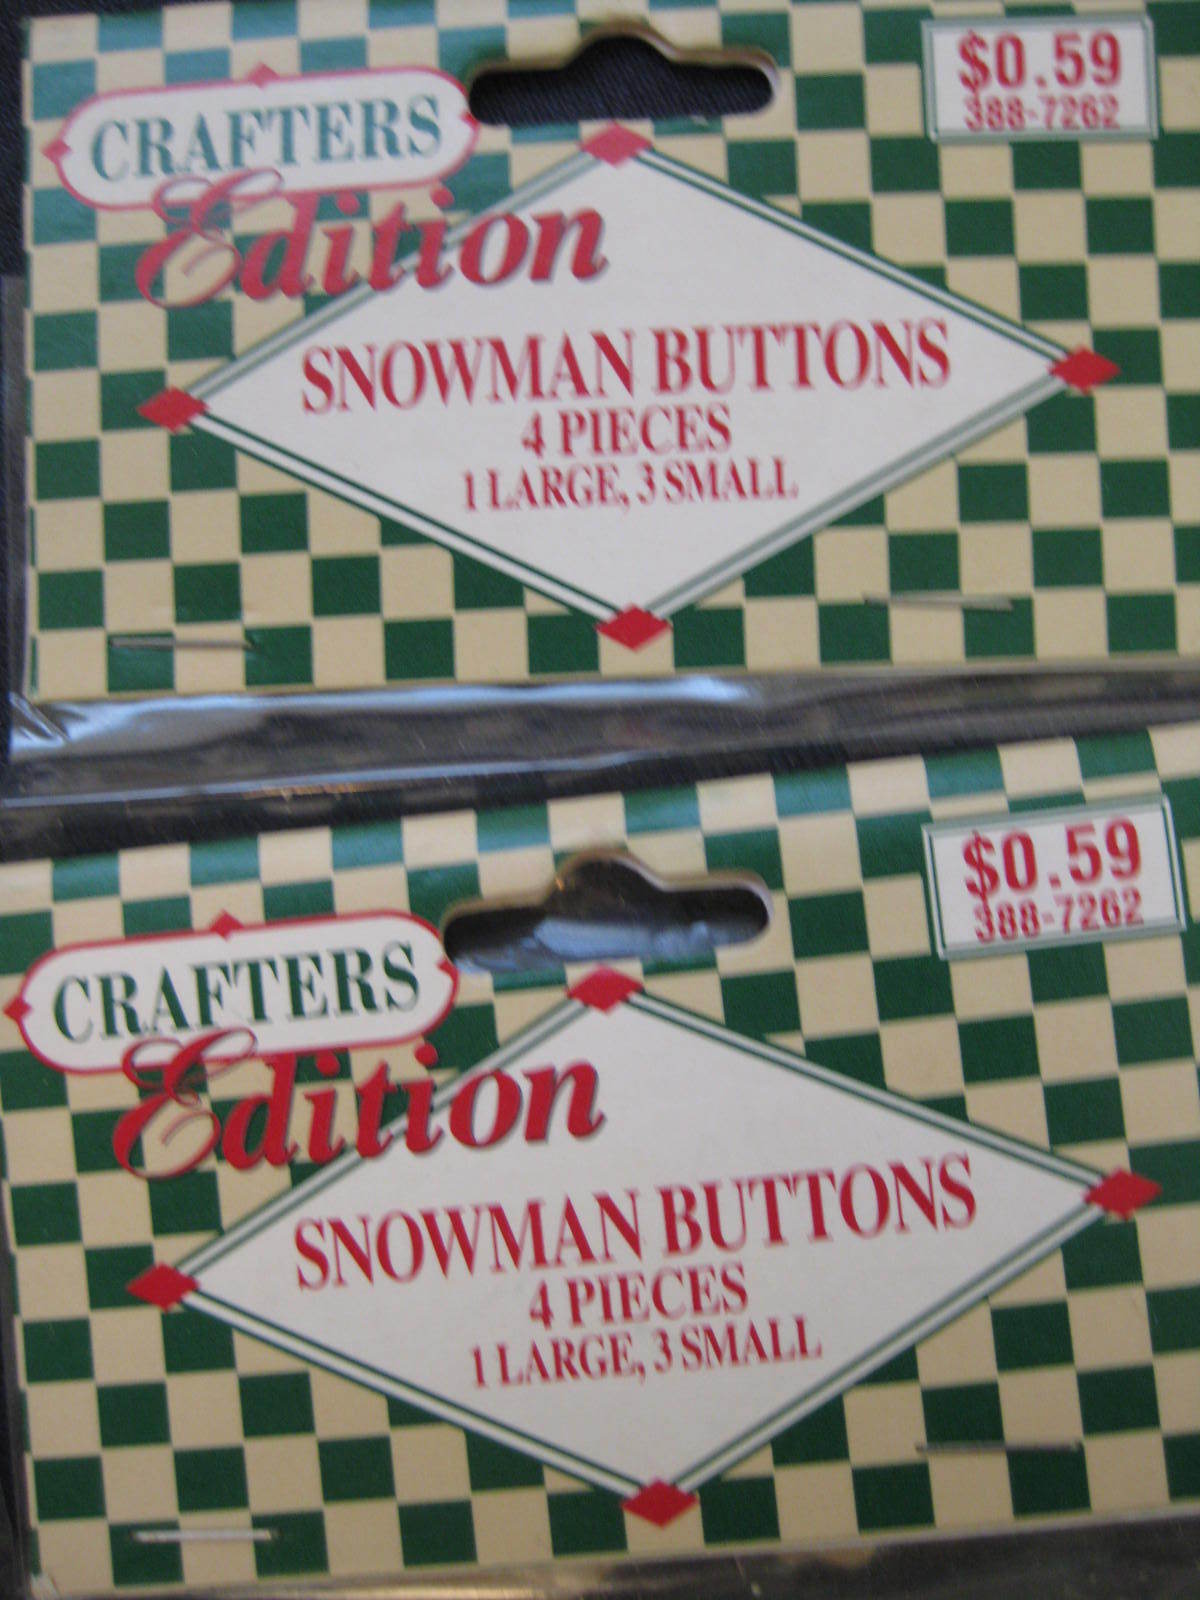 $0.59
388-7262
CRAFTERS
Edition
SNOWMAN BUTTONS
4 PIECES
1 LARGE, 3 SMALL
$0.59
388-7262
CRAFTERS
Edition
SNOWMAN BUTTONS
4 PIECES
1 LARGE, 3 SMALL